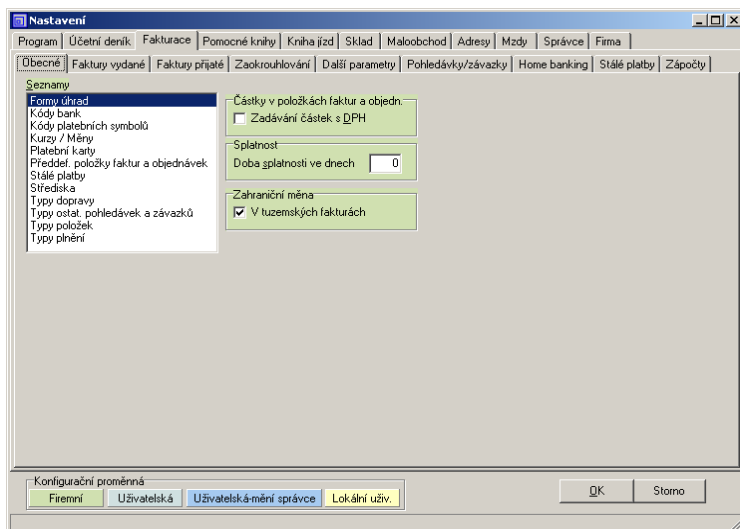 Nastavení
Program Účetní deník Fakturace Pomocné knihy Kniha jízd Sklad Maloobchod Adresy Mzdy Správce Firma
Obecné Faktury vydané Faktury přijaté Zaokrouhlování Další parametry Pohledávky/závazky Home banking Stálé platby Zápočty
Seznamy
Formy úhrad
Kódy bank
Kódy platebních symbolů
Kurzy / Měny
Platební karty
Předdef. položky faktur a objednávek
Stálé platby
Střediska
Typy dopravy
Typy ostat. pohledávek a závazků
Typy položek
Typy plnění
Částky v položkách faktur a objedn.
Zadávání částek s DPH
Splatnost
Doba splatnosti ve dnech 0
Zahraniční měna
V tuzemských fakturách
Konfigurační proměnná
Firemní Uživatelská Uživatelská-mění správce Lokální uživ.
OK Storno